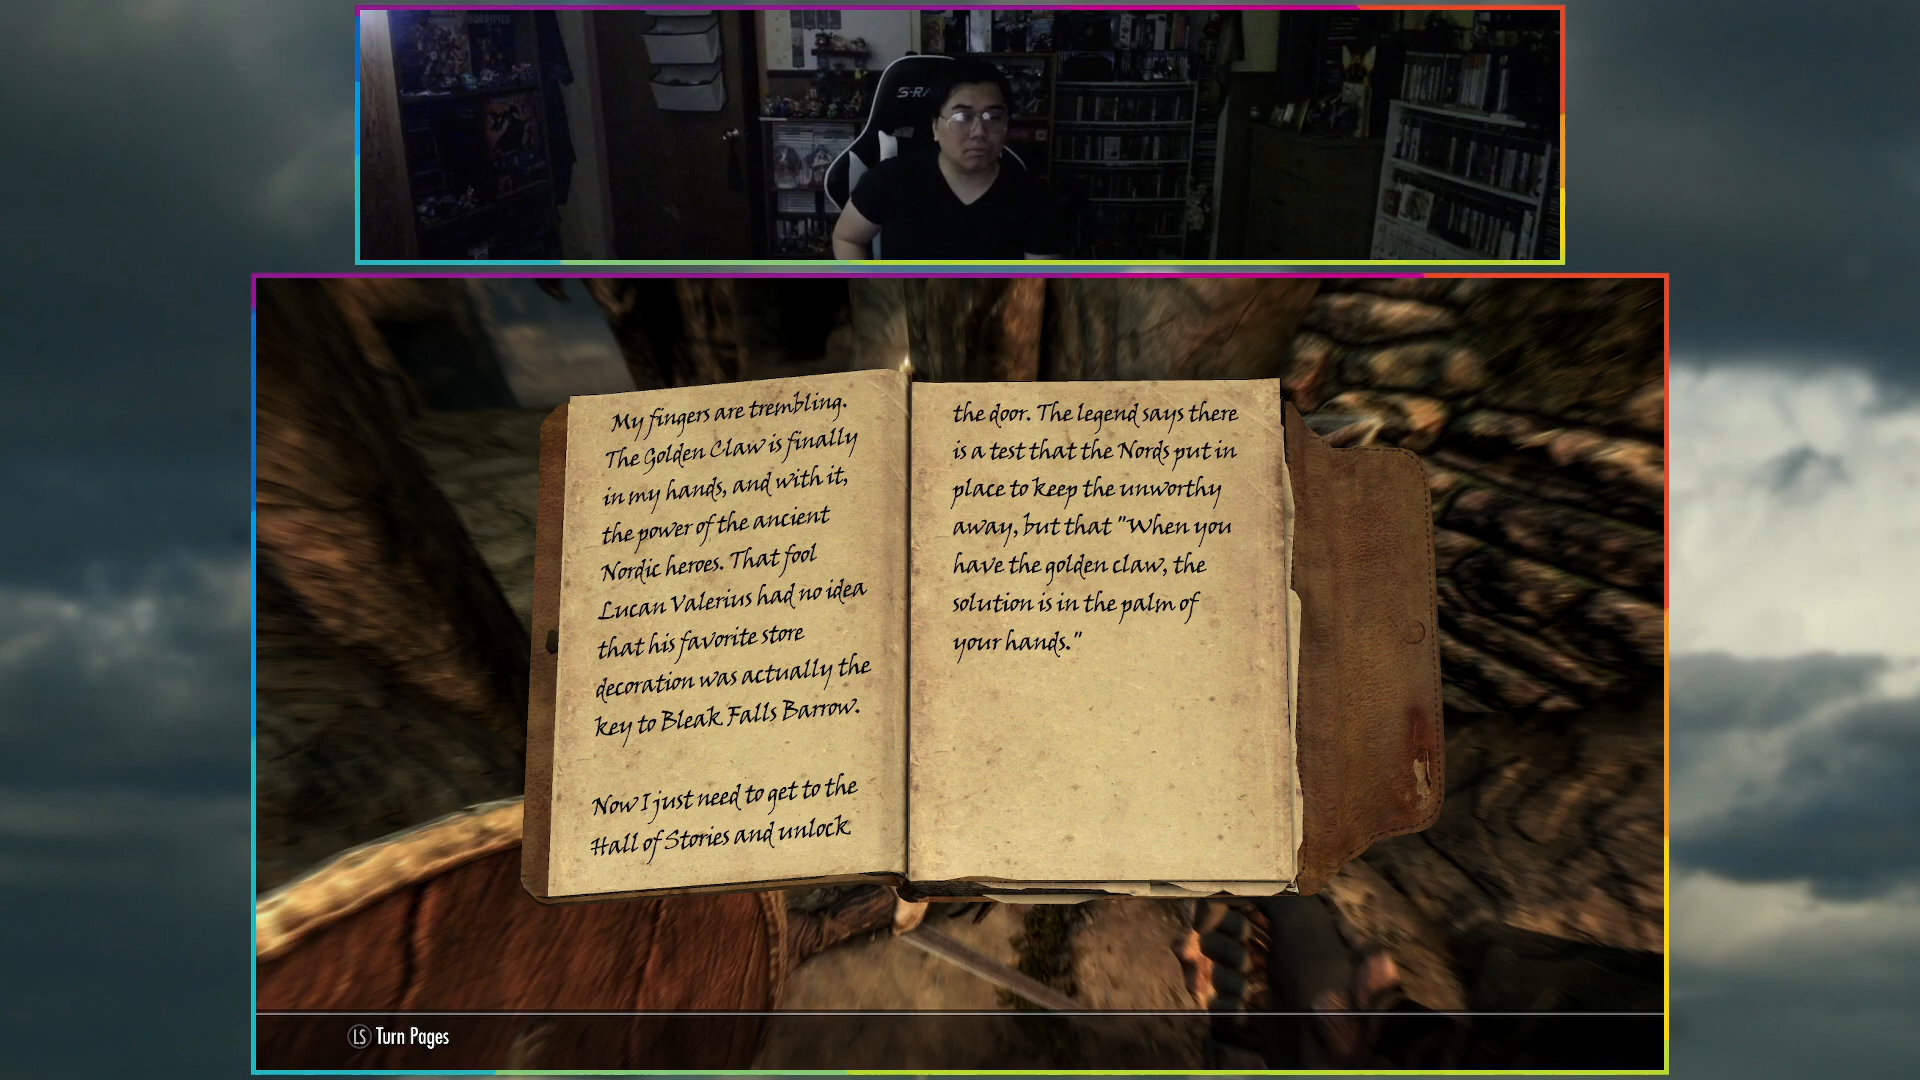 S-RA
My fingers are trembling.
The Golden Claw is finally
in my hands, and with it,
the power of the ancient
Nordic heroes. That fool
Lucan Valerius had no idea
that his favorite store
decoration was actually the
key to Bleak Falls Barrow.
Now I just need to get to the
Hall of Stories and unlock
the door. The legend says there
is a test that the Nords put in
place to keep the unworthy
away, but that "When you
have the golden claw, the
solution is in the palm of
your hands."
LS Turn Pages